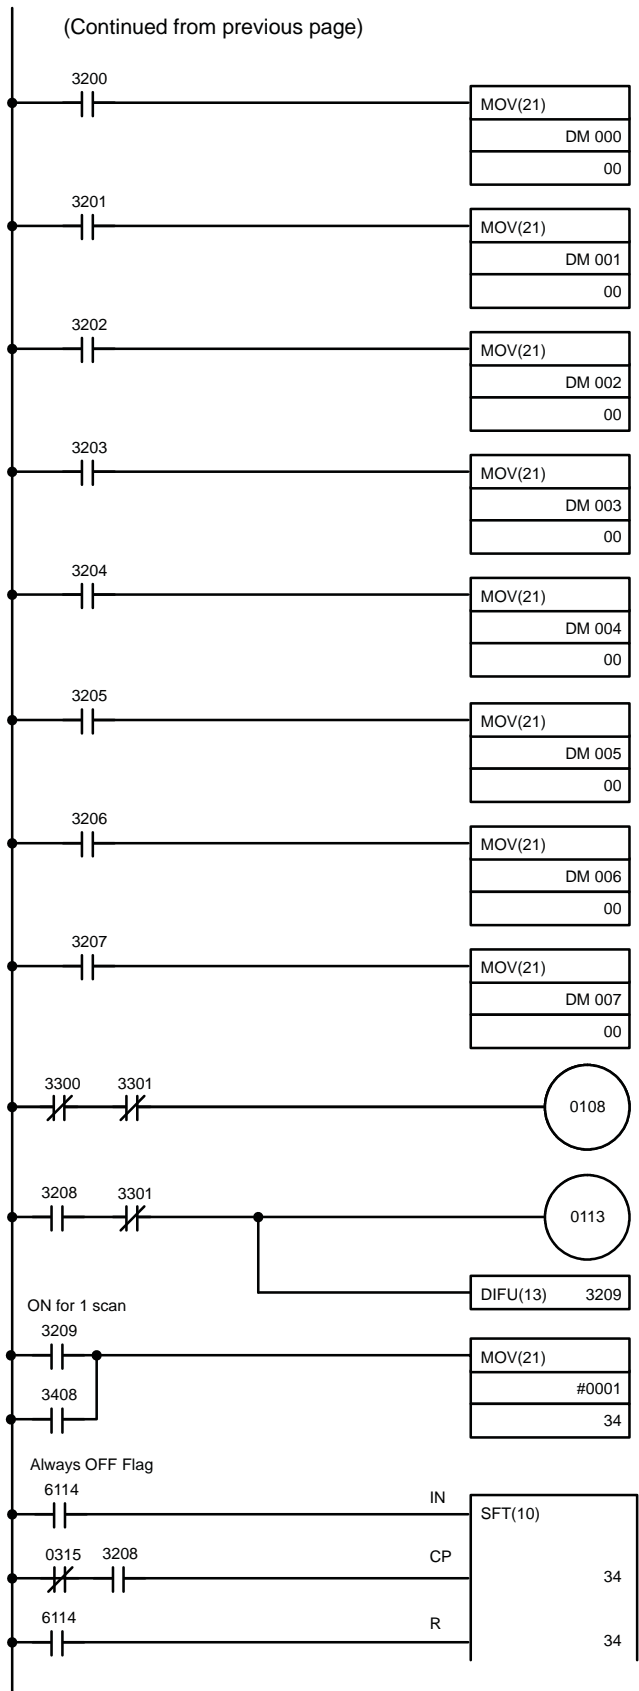 (Continued from previous page)
3200
MOV(21)
DM 000
00
3201
MOV(21)
DM 001
00
3202
MOV(21)
DM 002
00
3203
MOV(21)
DM 003
00
3204
MOV(21)
DM 004
00
3205
MOV(21)
DM 005
00
3206
MOV(21)
DM 006
00
3207
MOV(21)
DM 007
00
3300 3301
0108
3208 3301
0113
DIFU(13) 3209
ON for 1 scan
3209
MOV(21)
#0001
34
3408
Always OFF Flag
6114
IN
SFT(10)
0315 3208
CP
34
6114
R
34